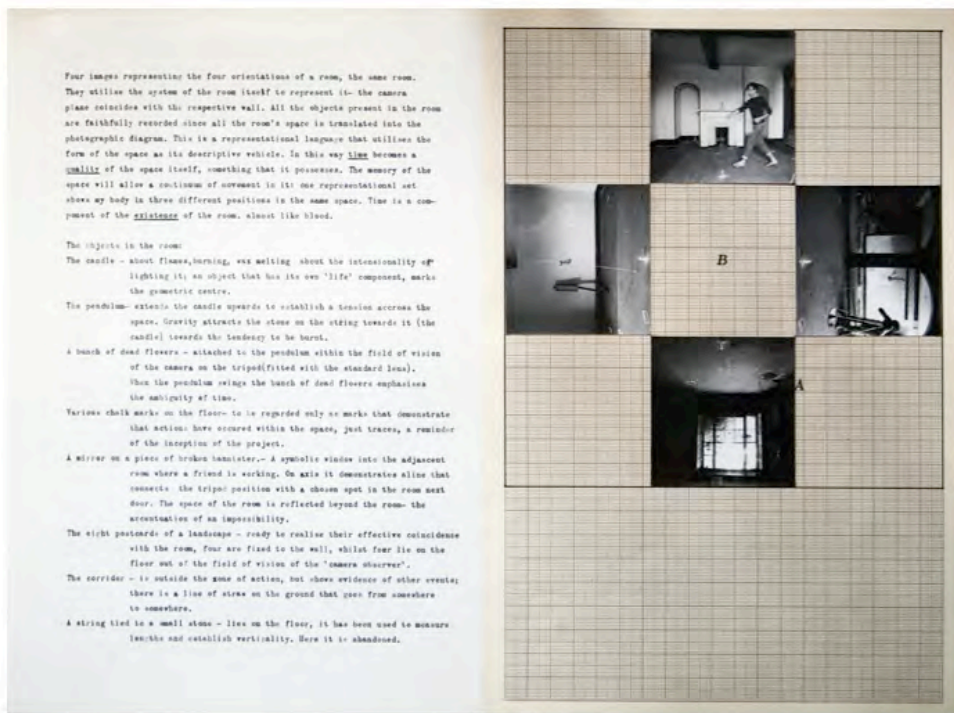 Four images representing the four orientations of a room, the same room.
They utilise the system of the room itself to represent it- the camera
plane coincides with the respective wall. All the objects present in the room
are faithfully recorded since all the room's space is translated into the
photographic diagram. This is a representational language that utilises the
form of the space as its descriptive vehicle. In this way time becomes a
quality of the space itself, something that it possesses. The memory of the
space will allow a continuum of movement in it: one representational set
shows my body in three different positions in the same space. Time is a com-
ponent of the existence of the room. almost like blood.
The objects in the room:
The candle - about flames,burning, wax melting about the intensionality of
lighting it; an object that has its own 'life' component, marks
the geometric centre.
The pendulum- extends the candle upwards to establish a tension accross the
space. Gravity attracts the stone on the string towards it (the
candle) towards the tendency to be burnt.
A bunch of dead flowers - attached to the pendulum within the field of vision
of the camera on the tripod(fitted with the standard lens).
When the pendulum swings the bunch of dead flowers emphasises
the ambiguity of time.
Various chalk marks on the floor- to be regarded only as marks that demonstrate
that actions have occured within the space, just traces, a reminder
of the inception of the project.
A mirror on a piece of broken bannister.- A symbolic window into the adjascent
room where a friend is working. On axis it demonstrates aline that
connects the tripod position with a chosen spot in the room next
door. The space of the room is reflected beyond the room- the
accentuation of an impossibility.
The eight postcards of a landscape - ready to realise their effective coincidence
with the room, four are fixed to the wall, whilst four lie on the
floor out of the field of vision of the 'camera observer'.
The corridor - is outside the zone of action, but shows evidence of other events;
there is a line of straw on the ground that goes from somewhere
to somewhere.
A string tied to a small stone - lies on the floor, it has been used to measure
lengths and establish verticality. Here it is abandoned.
B
A